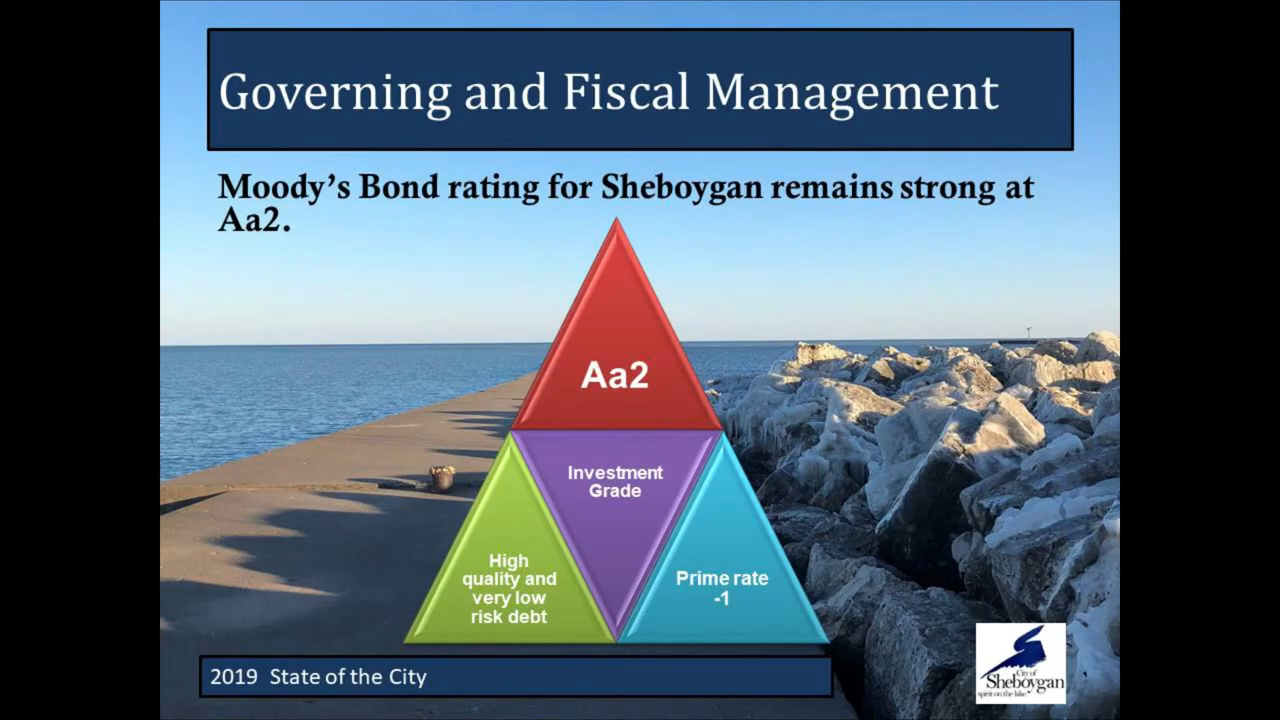 Governing and Fiscal Management
Moody's Bond rating for Sheboygan remains strong at
Aa2.
Aa2
Investment
Grade
High
quality and
very low
risk debt
Prime rate
-1
2019 State of the City
City of
Sheboygan
spirit on the lake